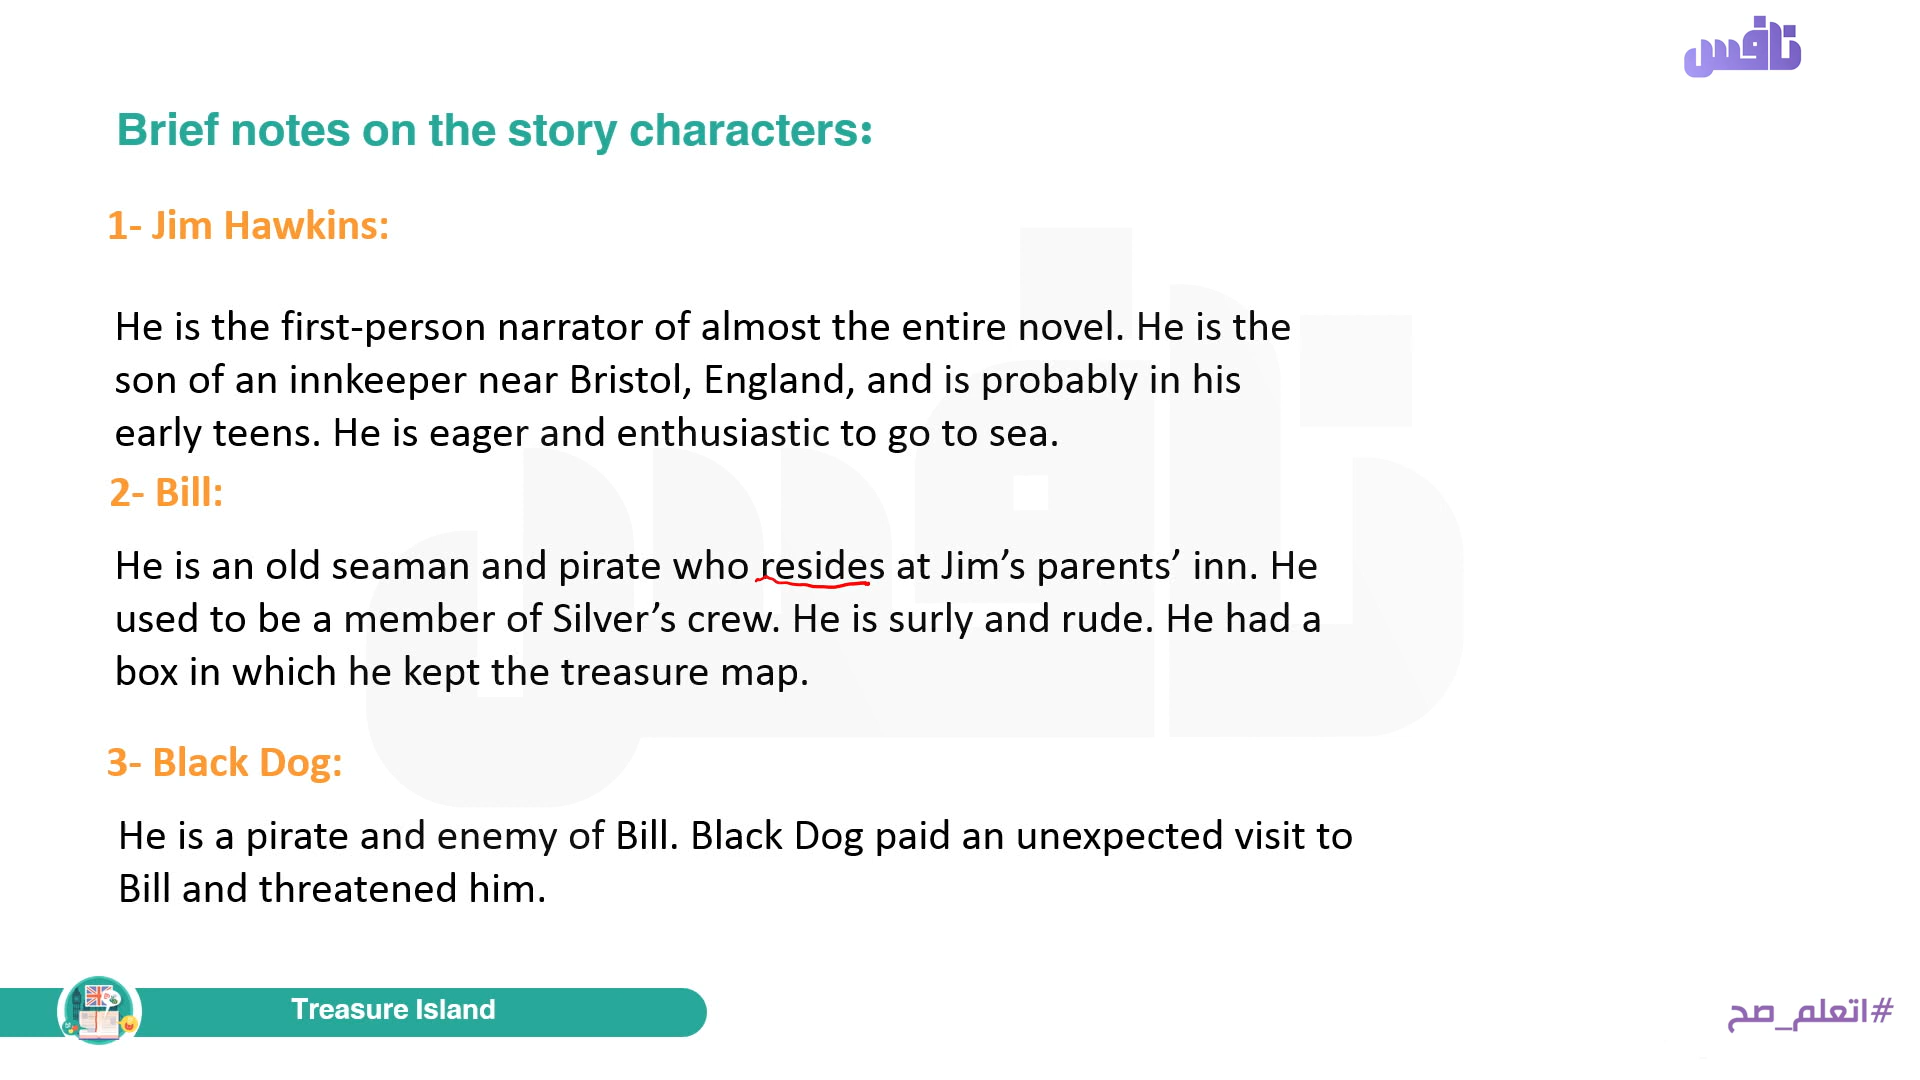 نافس
Brief notes on the story characters:
1- Jim Hawkins:
He is the first-person narrator of almost the entire novel. He is the
son of an innkeeper near Bristol, England, and is probably in his
early teens. He is eager and enthusiastic to go to sea.
2- Bill:
He is an old seaman and pirate who resides at Jim’s parents’ inn. He
used to be a member of Silver’s crew. He is surly and rude. He had a
box in which he kept the treasure map.
3- Black Dog:
He is a pirate and enemy of Bill. Black Dog paid an unexpected visit to
Bill and threatened him.
Treasure Island
#اتعلم_صح